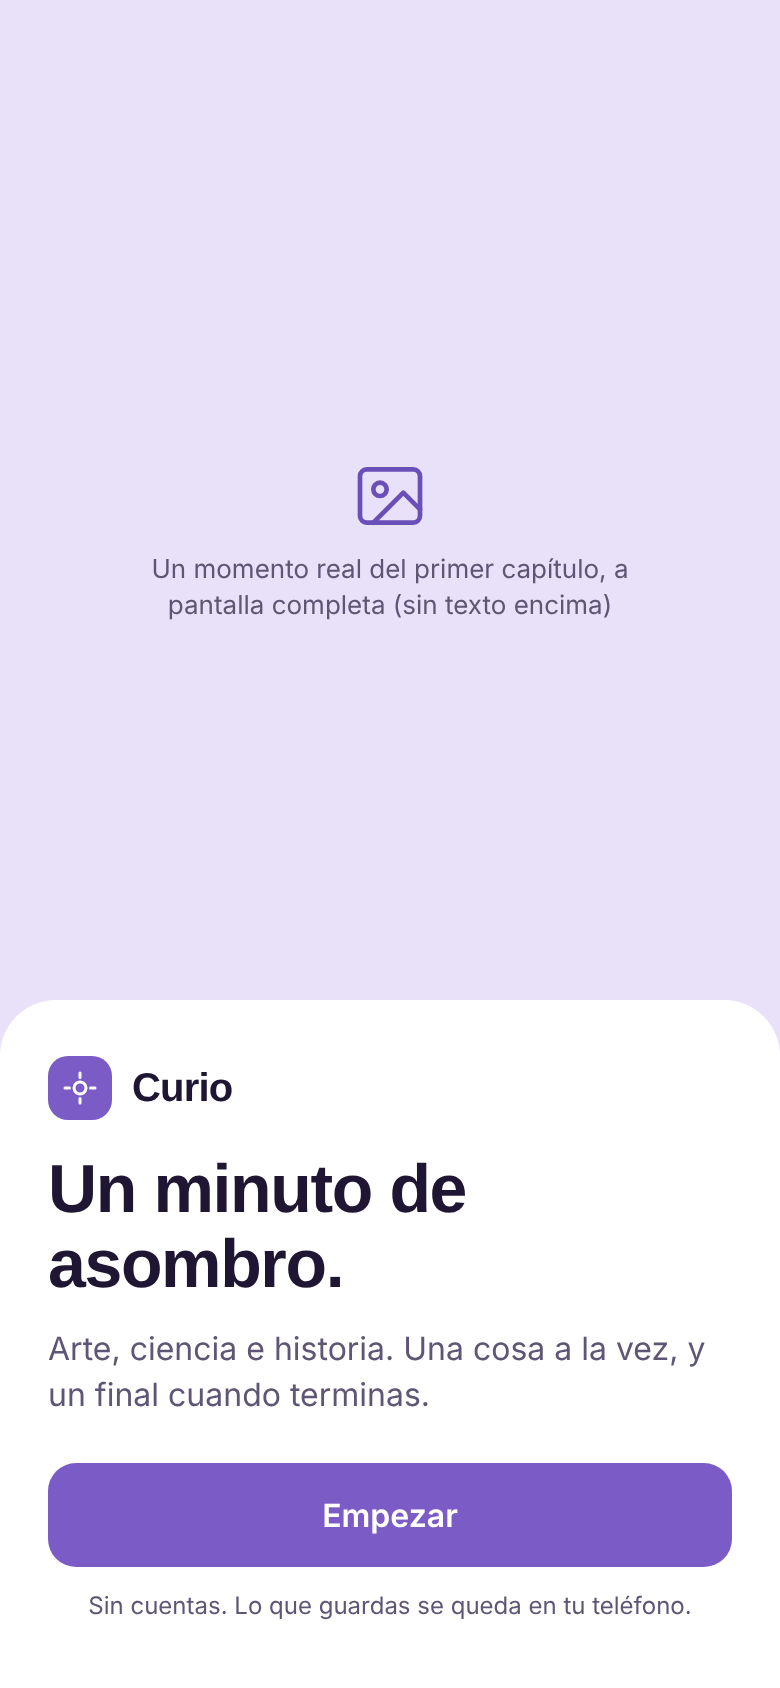 Un momento real del primer capítulo, a
pantalla completa (sin texto encima)
Curio
Un minuto de
asombro.
Arte, ciencia e historia. Una cosa a la vez, y
un final cuando terminas.
Empezar
Sin cuentas. Lo que guardas se queda en tu teléfono.